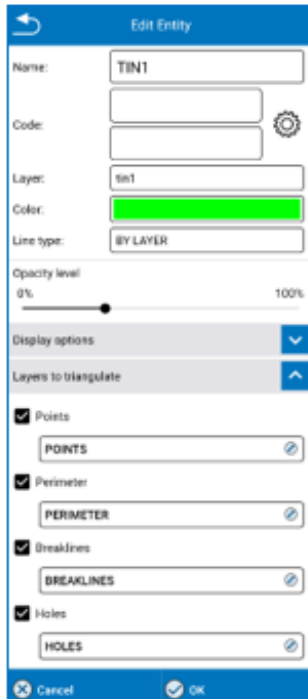 Edit Entity
Name: TIN1
Code:
Layer: tin1
Color:
Line type: BY LAYER
Opacity level
0% 100%
Display options
Layers to triangulate
Points
POINTS
Perimeter
PERIMETER
Breaklines
BREAKLINES
Holes
HOLES
Cancel OK